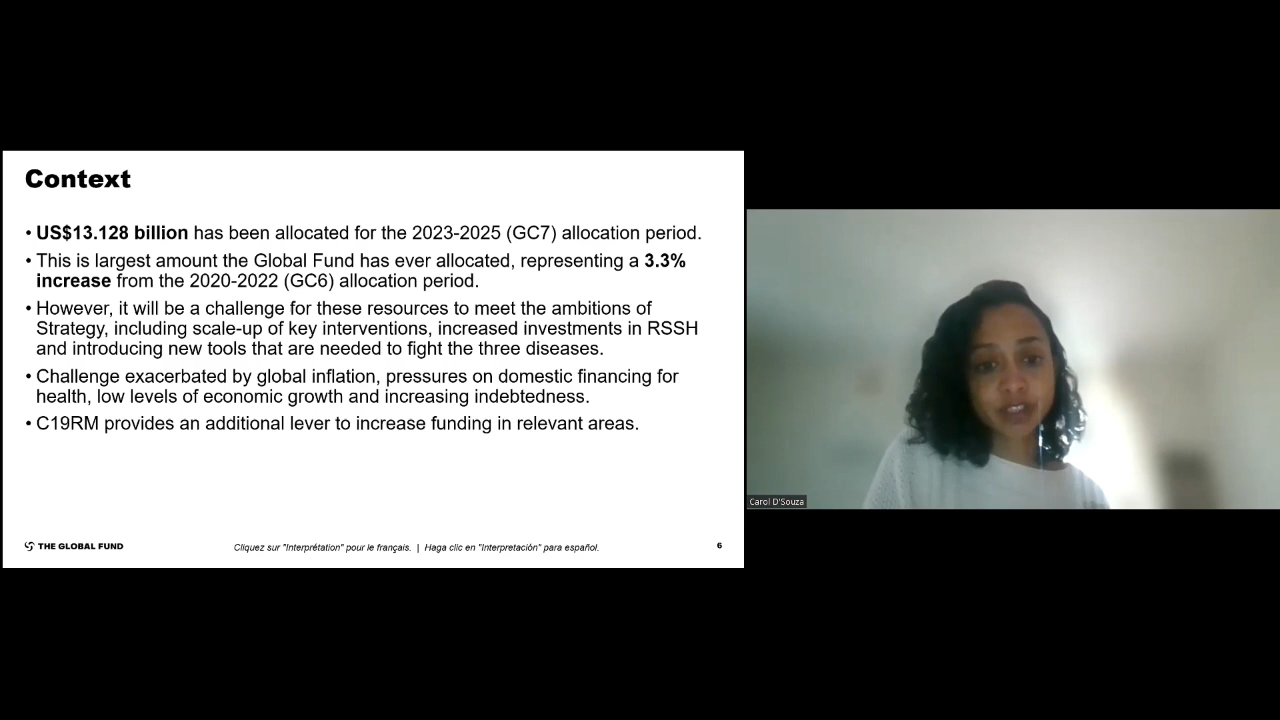 Context
• US$13.128 billion has been allocated for the 2023-2025 (GC7) allocation period.
• This is largest amount the Global Fund has ever allocated, representing a 3.3%
increase from the 2020-2022 (GC6) allocation period.
• However, it will be a challenge for these resources to meet the ambitions of
Strategy, including scale-up of key interventions, increased investments in RSSH
and introducing new tools that are needed to fight the three diseases.
• Challenge exacerbated by global inflation, pressures on domestic financing for
health, low levels of economic growth and increasing indebtedness.
• C19RM provides an additional lever to increase funding in relevant areas.
THE GLOBAL FUND
Cliquez sur "Interprétation" pour le français. | Haga clic en "Interpretación" para español.
6
Carol D'Souza